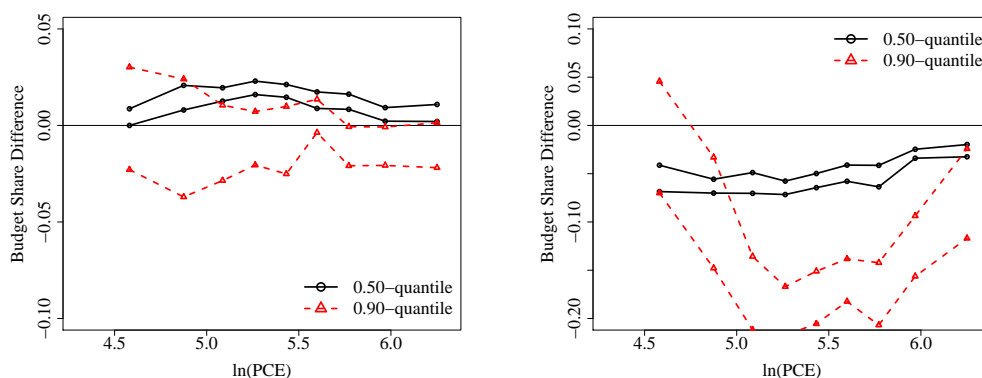 Budget Share Difference
0.05
0.00
−0.05
−0.10
0.50−quantile
0.90−quantile
4.5 5.0 5.5 6.0
ln(PCE)
Budget Share Difference
0.10
0.05
0.00
−0.10
−0.20
0.50−quantile
0.90−quantile
4.5 5.0 5.5 6.0
ln(PCE)